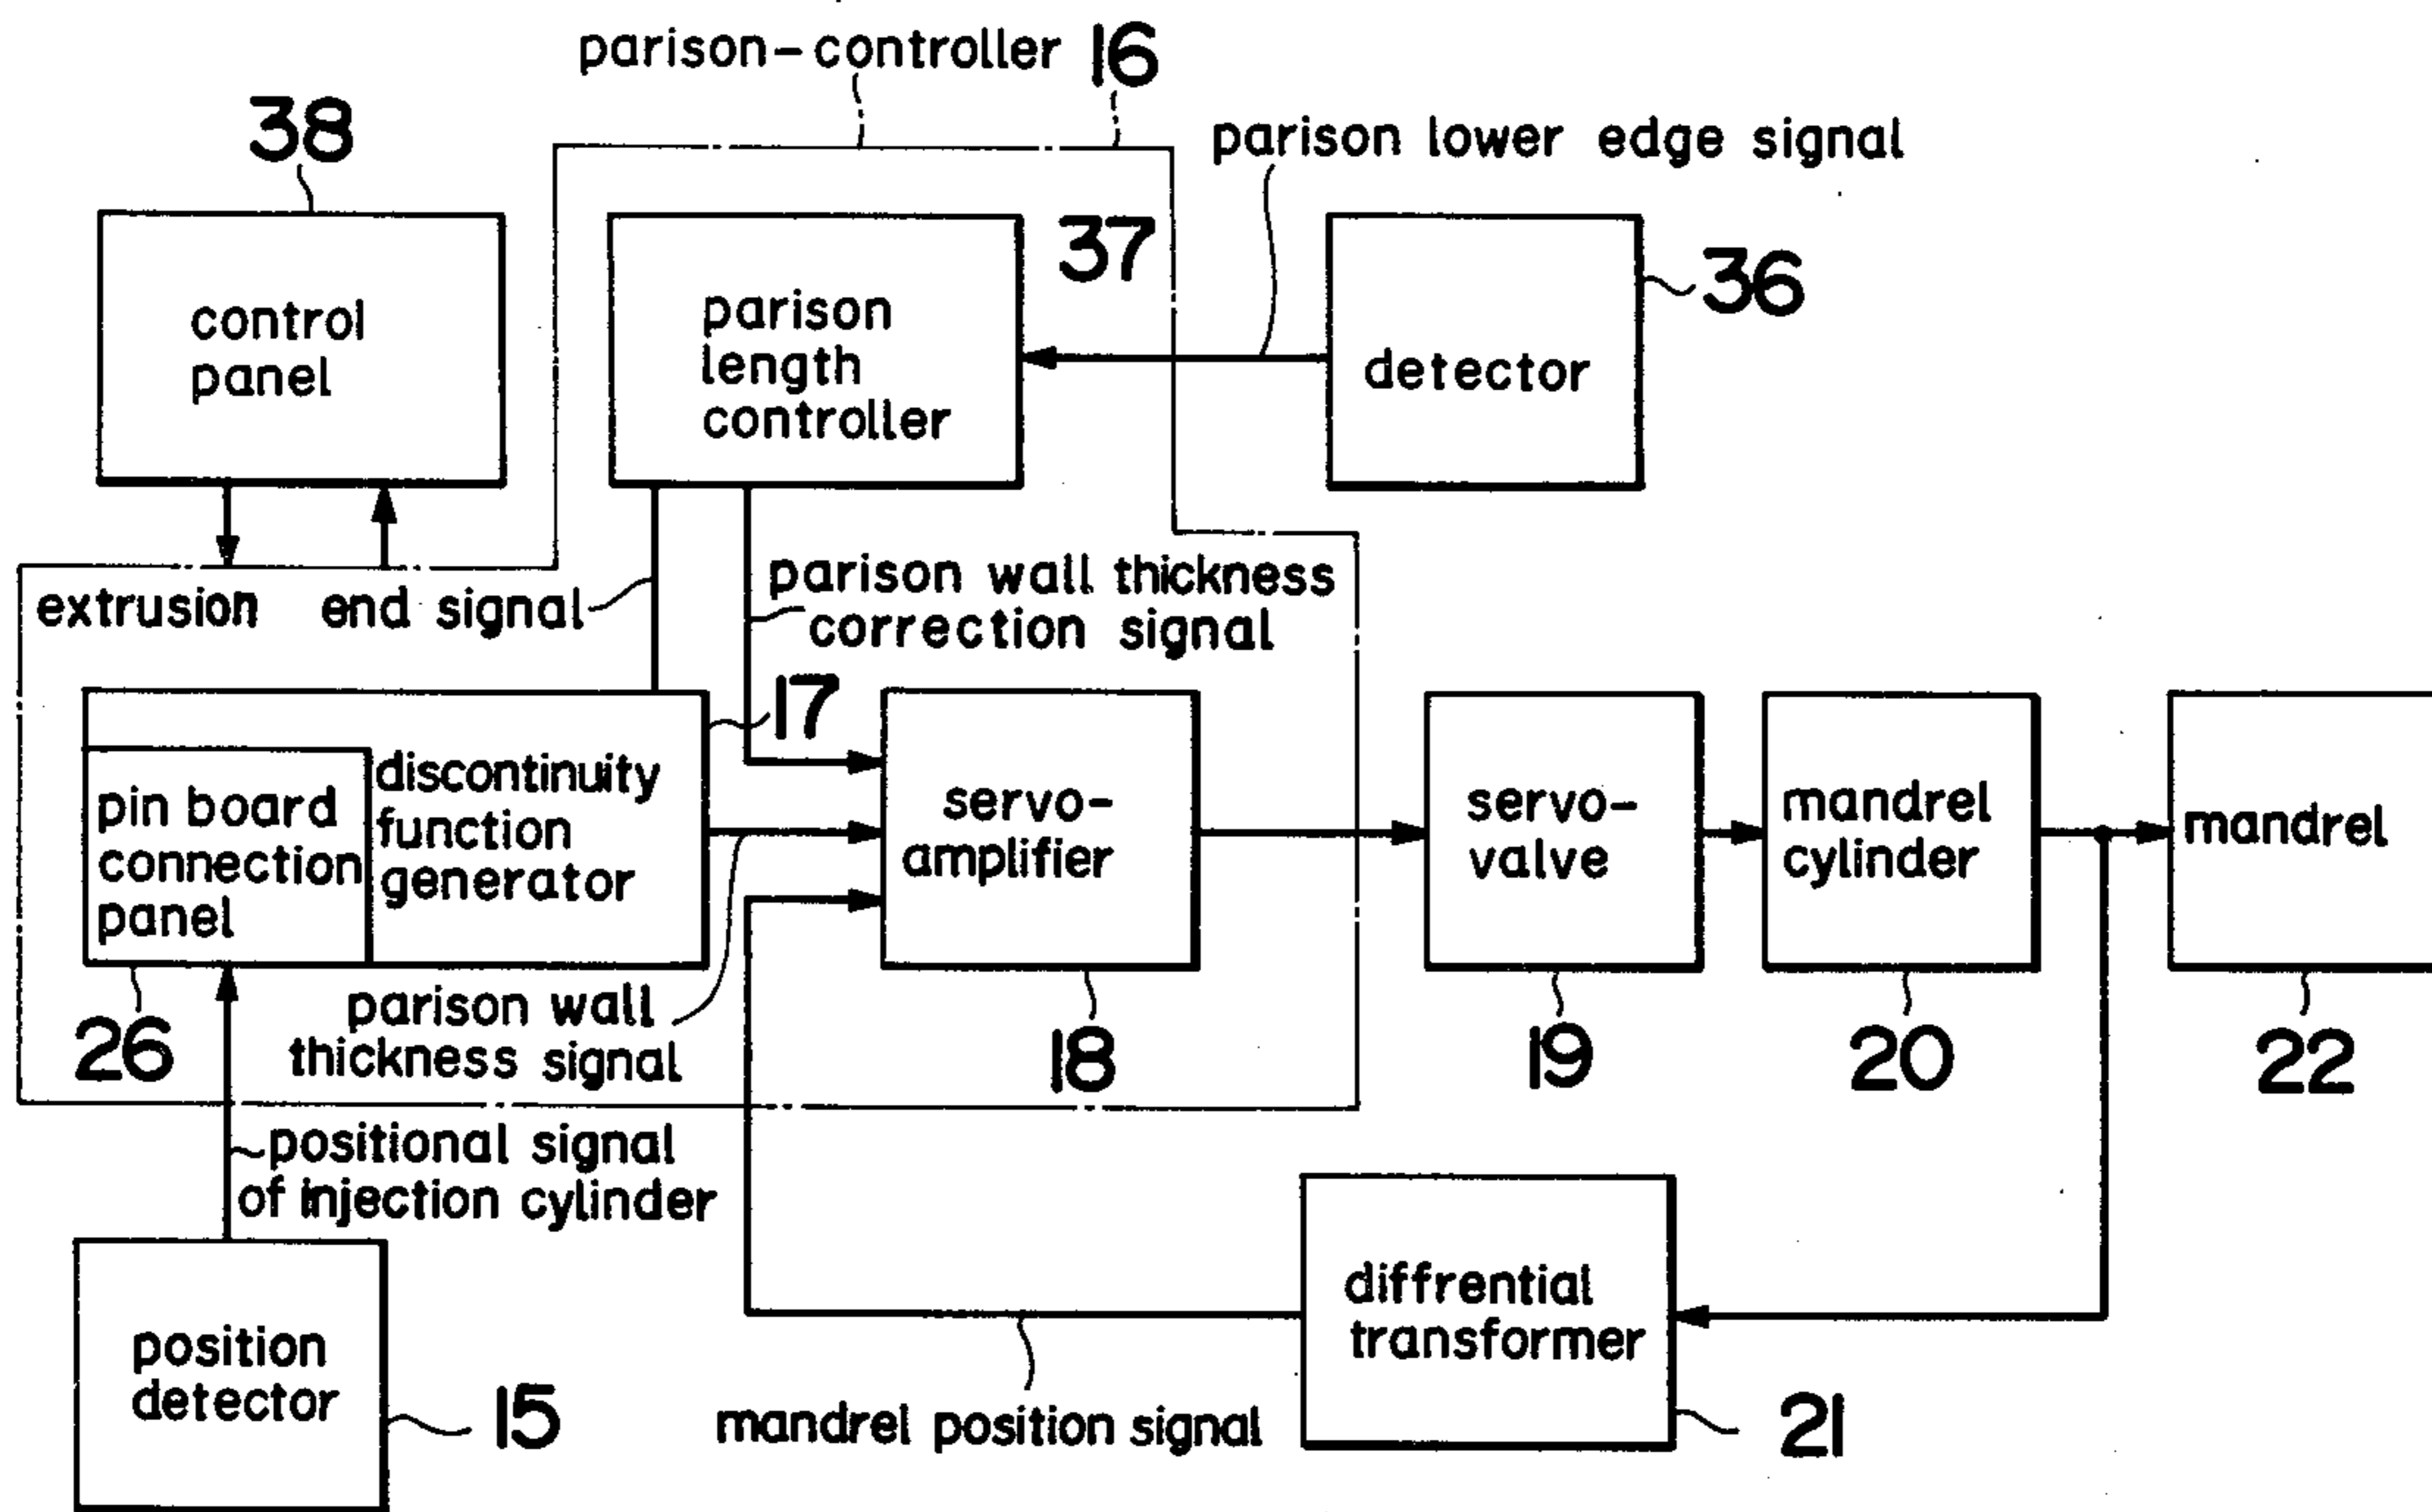 parison-controller 16
38
parison lower edge signal
37
36
control
panel
parison
length
controller
detector
extrusion
end signal
parison wall thickness
correction signal
17
pin board
connection
panel
discontinuity
function
generator
servo-
amplifier
servo-
valve
mandrel
cylinder
mandrel
26
parison wall
thickness signal
18
19
20
22
positional signal
of injection cylinder
position
detector
15
mandrel position signal
diffrential
transformer
21